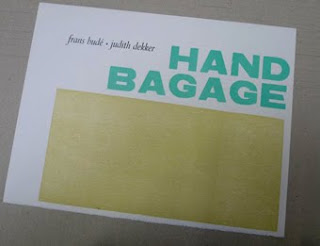 frans budé • judith dekker
HAND
BAGAGE